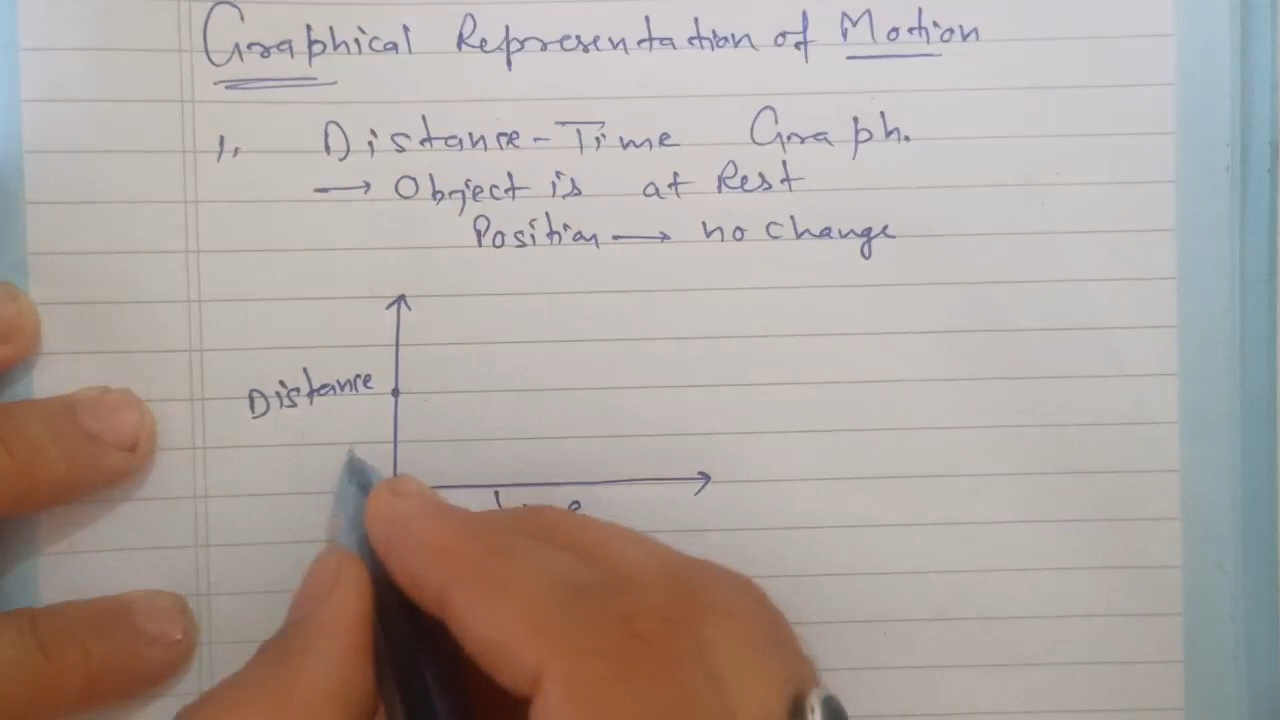 Graphical Representation of Motion
1. Distance-Time Graph.
→ Object is at Rest
Position → no change
Distance